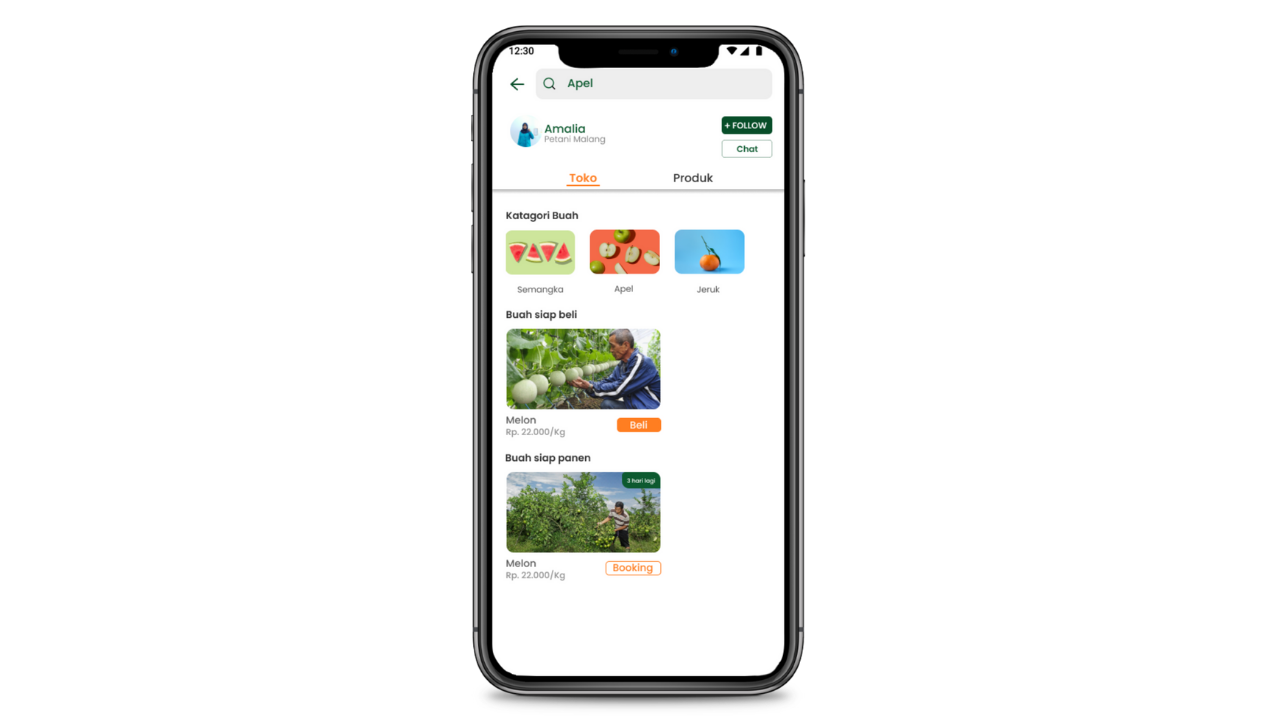 12:30
Apel
Amalia
Petani Malang
+ FOLLOW
Chat
Toko
Produk
Katagori Buah
Semangka
Apel
Jeruk
Buah siap beli
Melon
Rp. 22.000/Kg
Beli
Buah siap panen
3 hari lagi
Melon
Rp. 22.000/Kg
Booking